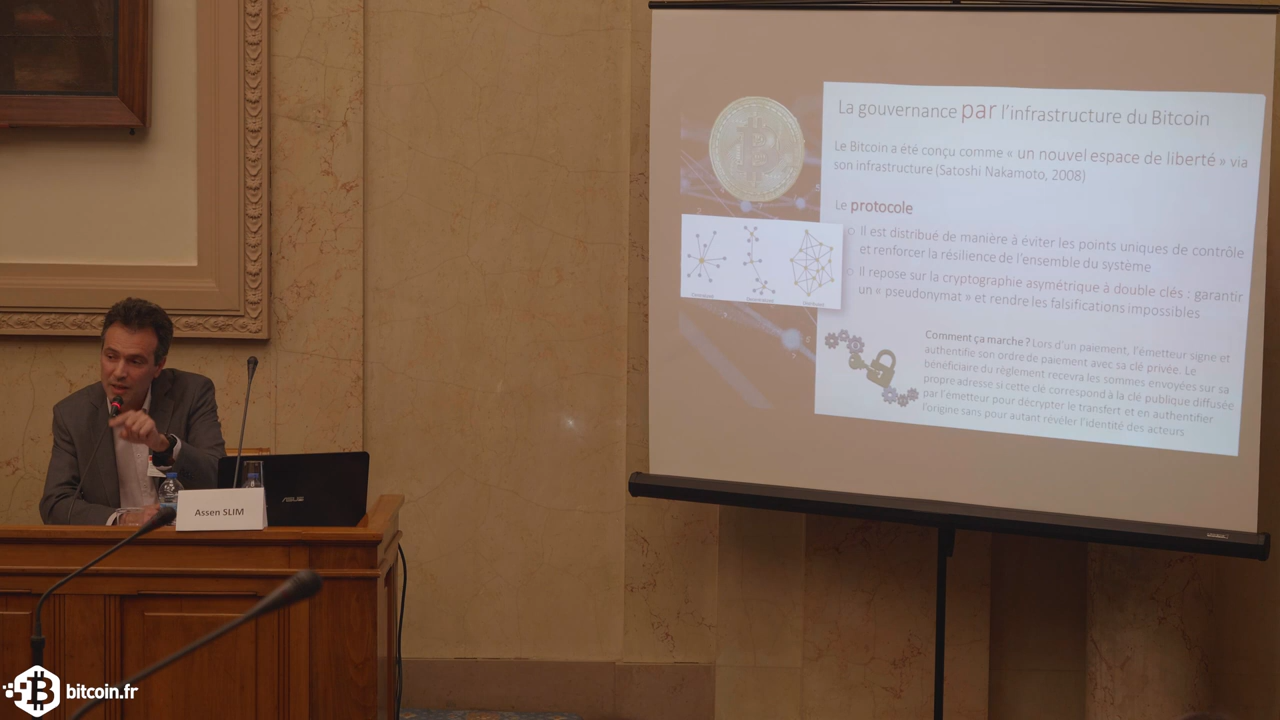 La gouvernance par l'infrastructure du Bitcoin
Le Bitcoin a été conçu comme « un nouvel espace de liberté » via
son infrastructure (Satoshi Nakamoto, 2008)
Le protocole
Il est distribué de manière à éviter les points uniques de contrôle
et renforcer la résilience de l'ensemble du système
Il repose sur la cryptographie asymétrique à double clés : garantir
un « pseudonymat » et rendre les falsifications impossibles
Comment ça marche ? Lors d'un paiement, l'émetteur signe et
authentifie son ordre de paiement avec sa clé privée. Le
bénéficiaire du règlement recevra les sommes envoyées sur sa
propre adresse si cette clé correspond à la clé publique diffusée
par l'émetteur pour décrypter le transfert et en authentifier
l'origine sans pour autant révéler l'identité des acteurs
ASUS
Assen SLIM
bitcoin.fr